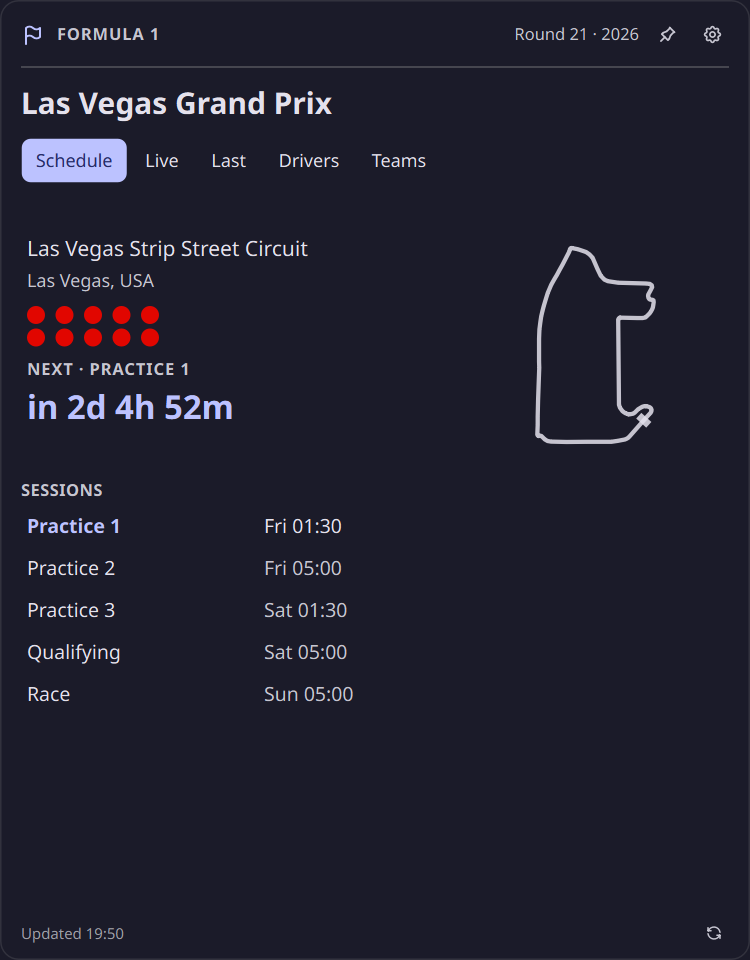 FORMULA 1
Round 21 · 2026
Las Vegas Grand Prix
Schedule Live Last Drivers Teams
Las Vegas Strip Street Circuit
Las Vegas, USA
NEXT · PRACTICE 1
in 2d 4h 52m
SESSIONS
Practice 1 Fri 01:30
Practice 2 Fri 05:00
Practice 3 Sat 01:30
Qualifying Sat 05:00
Race Sun 05:00
Updated 19:50